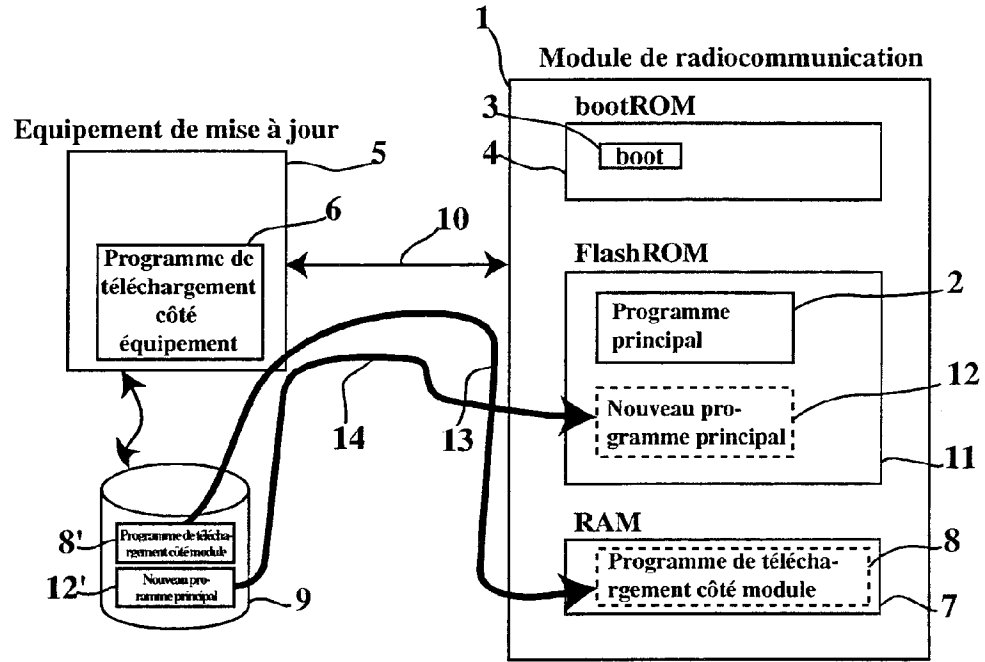 1
Module de radiocommunication
bootROM
3
boot
4
Equipement de mise à jour
5
6
Programme de
téléchargement
côté
équipement
10
FlashROM
2
Programme
principal
12
Nouveau pro-
gramme principal
14
13
11
RAM
8
Programme de télécha-
rgement côté module
7
8'
Programme de télécha-
rgement côté module
12'
Nouveau pro-
ramme principal
9